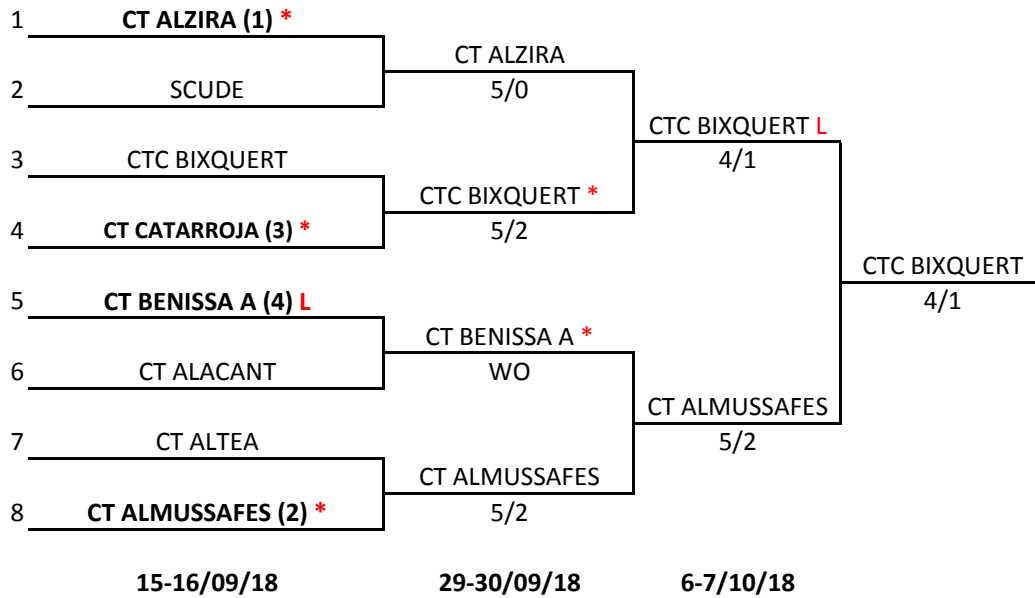 1 CT ALZIRA (1) *
CT ALZIRA
5/0
2 SCUDE
CTC BIXQUERT L
4/1
3 CTC BIXQUERT
CTC BIXQUERT *
5/2
4 CT CATARROJA (3) *
CTC BIXQUERT
4/1
5 CT BENISSA A (4) L
CT BENISSA A *
WO
6 CT ALACANT
CT ALMUSSAFES
5/2
7 CT ALTEA
CT ALMUSSAFES
5/2
8 CT ALMUSSAFES (2) *
15-16/09/18 29-30/09/18 6-7/10/18